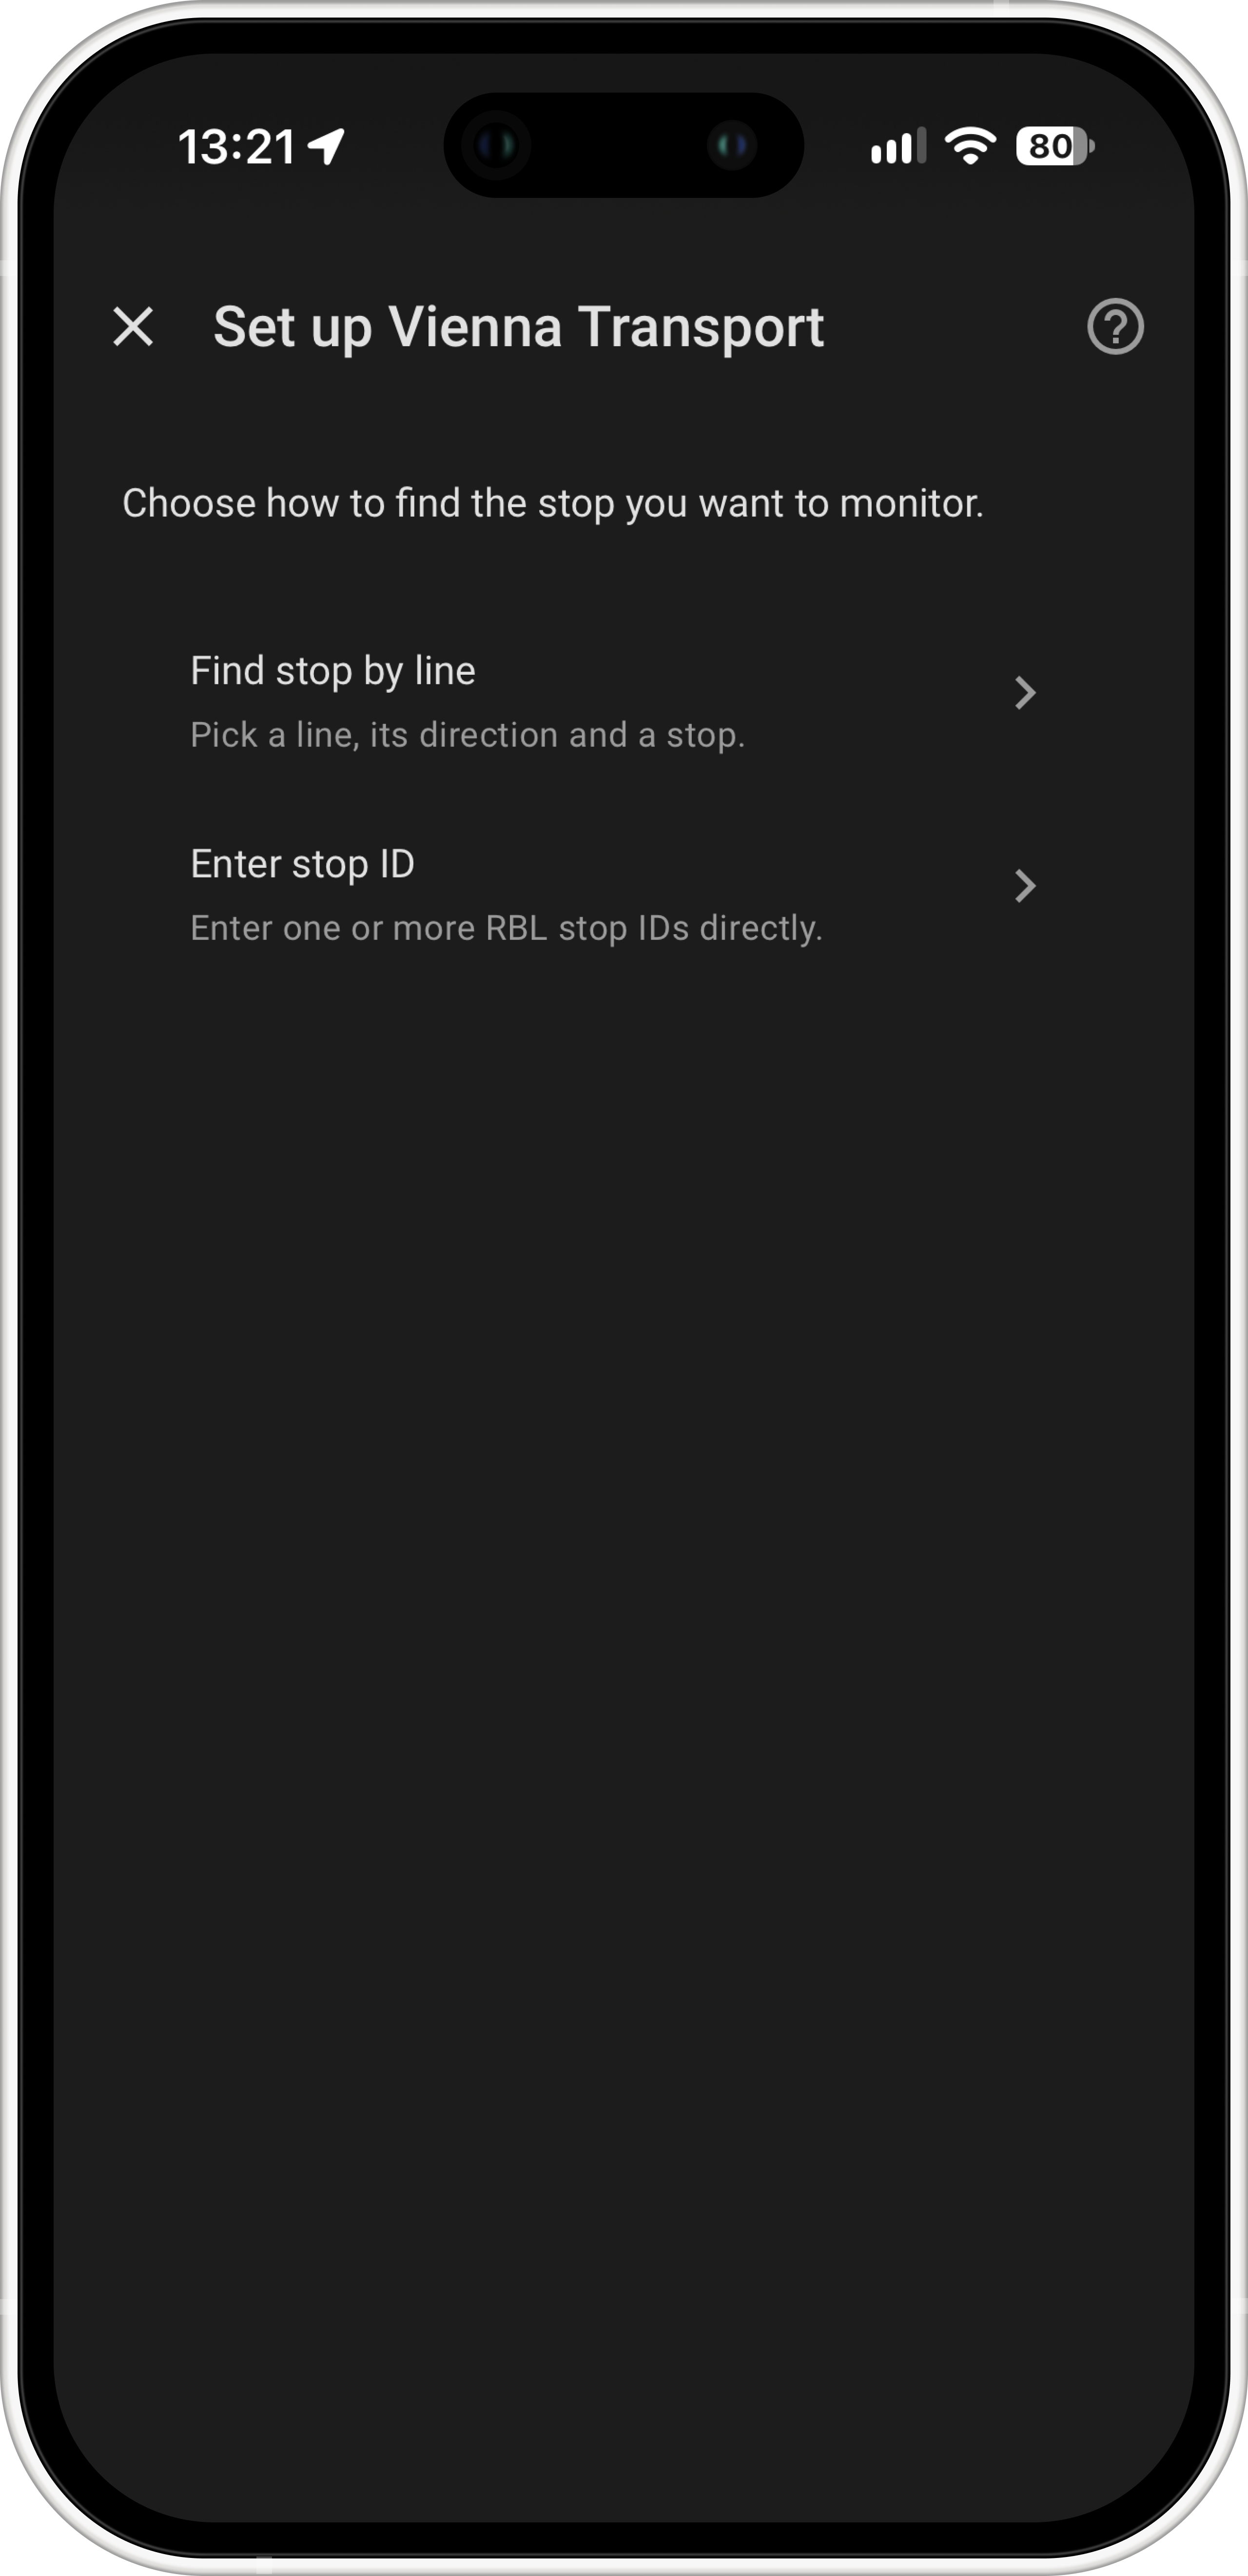 13:21
80
Set up Vienna Transport
Choose how to find the stop you want to monitor.
Find stop by line
Pick a line, its direction and a stop.
Enter stop ID
Enter one or more RBL stop IDs directly.